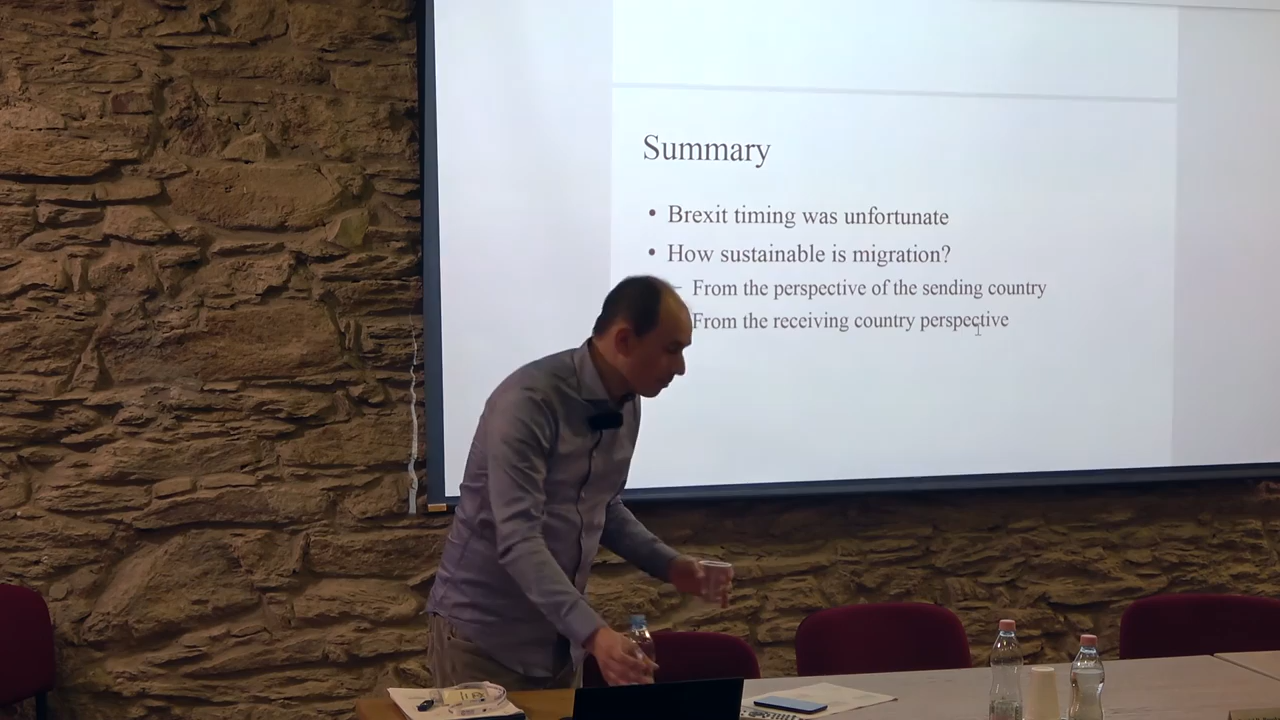 Summary
• Brexit timing was unfortunate
• How sustainable is migration?
– From the perspective of the sending country
From the receiving country perspective